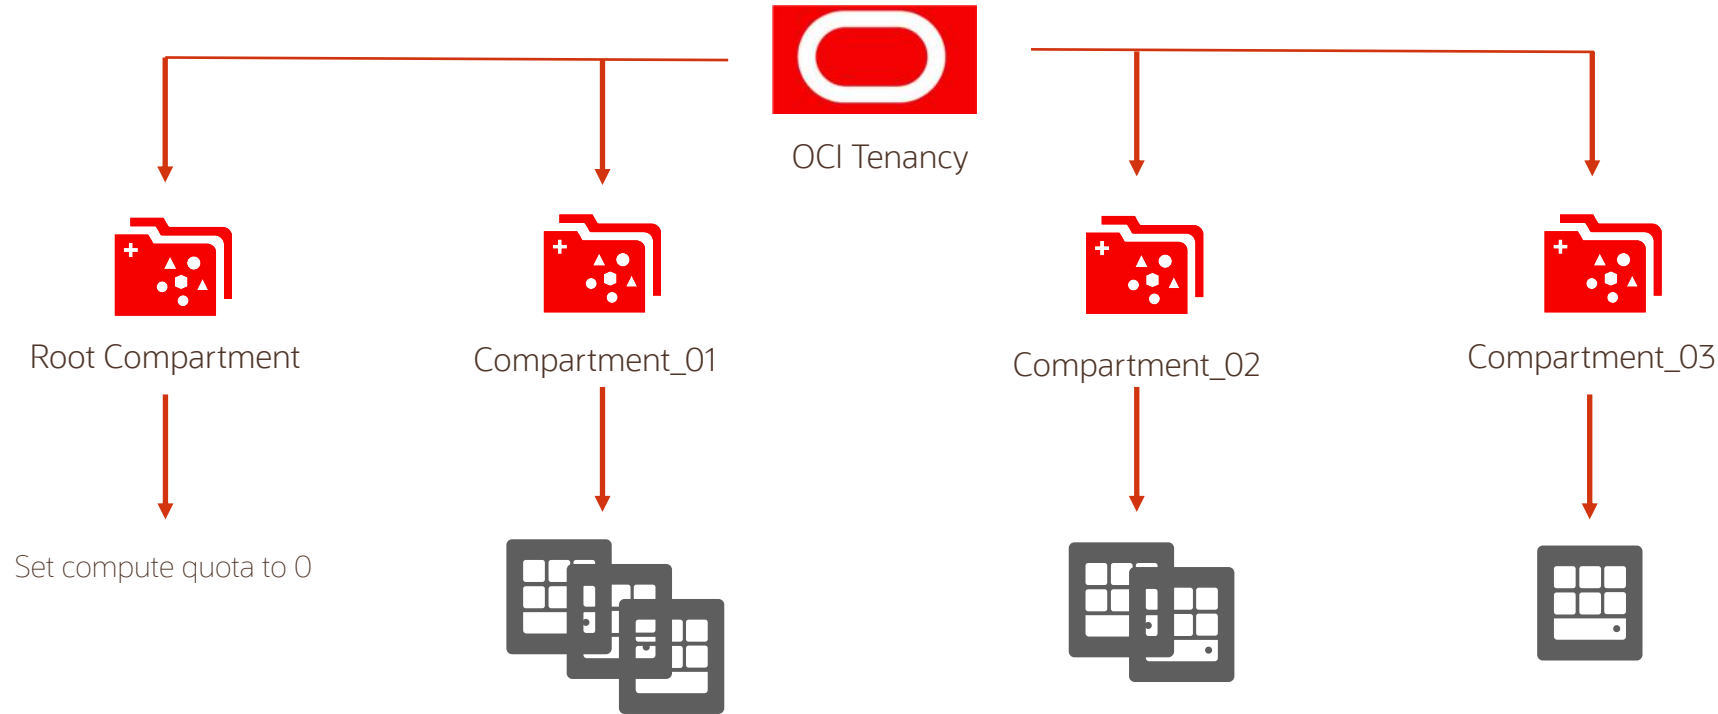 OCI Tenancy
Root Compartment
Compartment_01
Compartment_02
Compartment_03
Set compute quota to 0